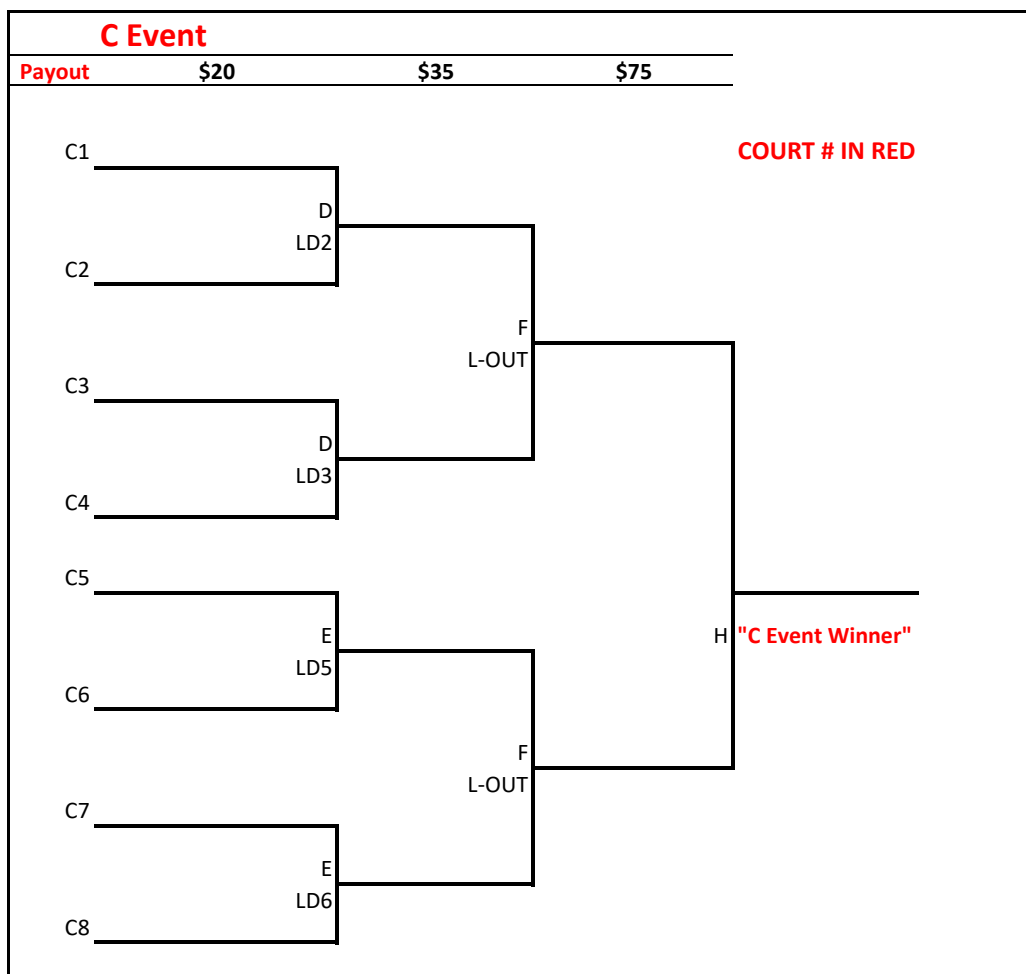 C Event
Payout $20 $35 $75
C1
COURT # IN RED
D
LD2
C2
F
L-OUT
C3
D
LD3
C4
C5
E
LD5
H "C Event Winner"
C6
F
L-OUT
C7
E
LD6
C8